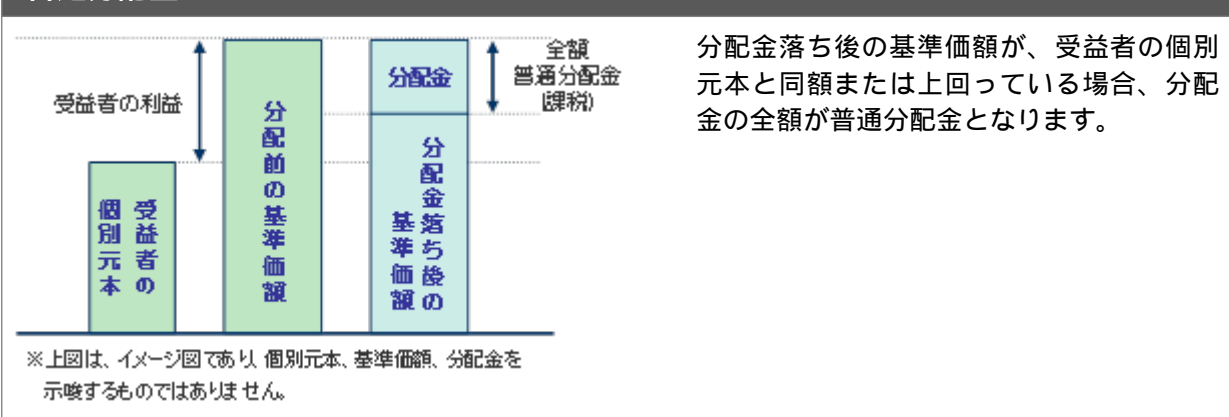 全額
普通分配金
(課税)
分配金
受益者の利益
分配前の基準価額
分配金落ち後の
基準価額
受益者の
個別元本
※上図は、イメージ図であり、個別元本、基準価額、分配金を
示唆するものではありません。
分配金落ち後の基準価額が、受益者の個別
元本と同額または上回っている場合、分配
金の全額が普通分配金となります。